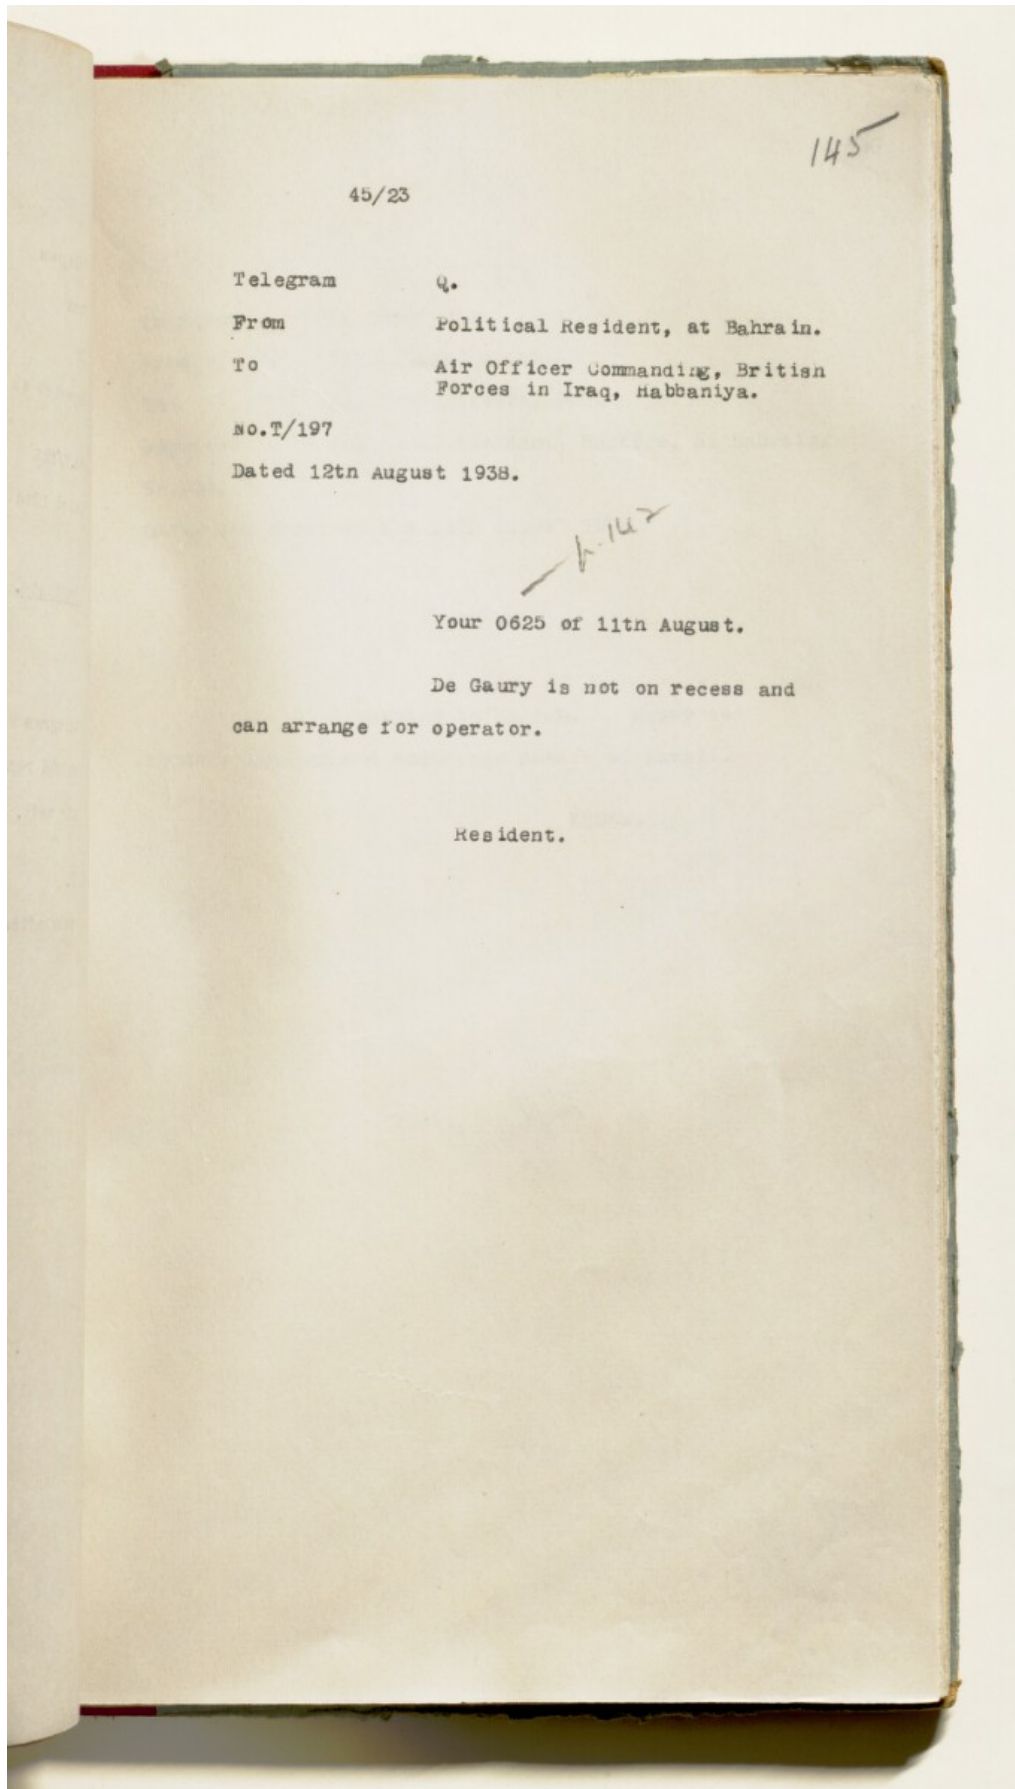 145
45/23
Telegram Q.
From Political Resident, at Bahrain.
To Air Officer Commanding, British
Forces in Iraq, Habbaniya.
No.T/197
Dated 12th August 1938.
p.142
Your 0625 of 11th August.
De Gaury is not on recess and
can arrange for operator.
Resident.